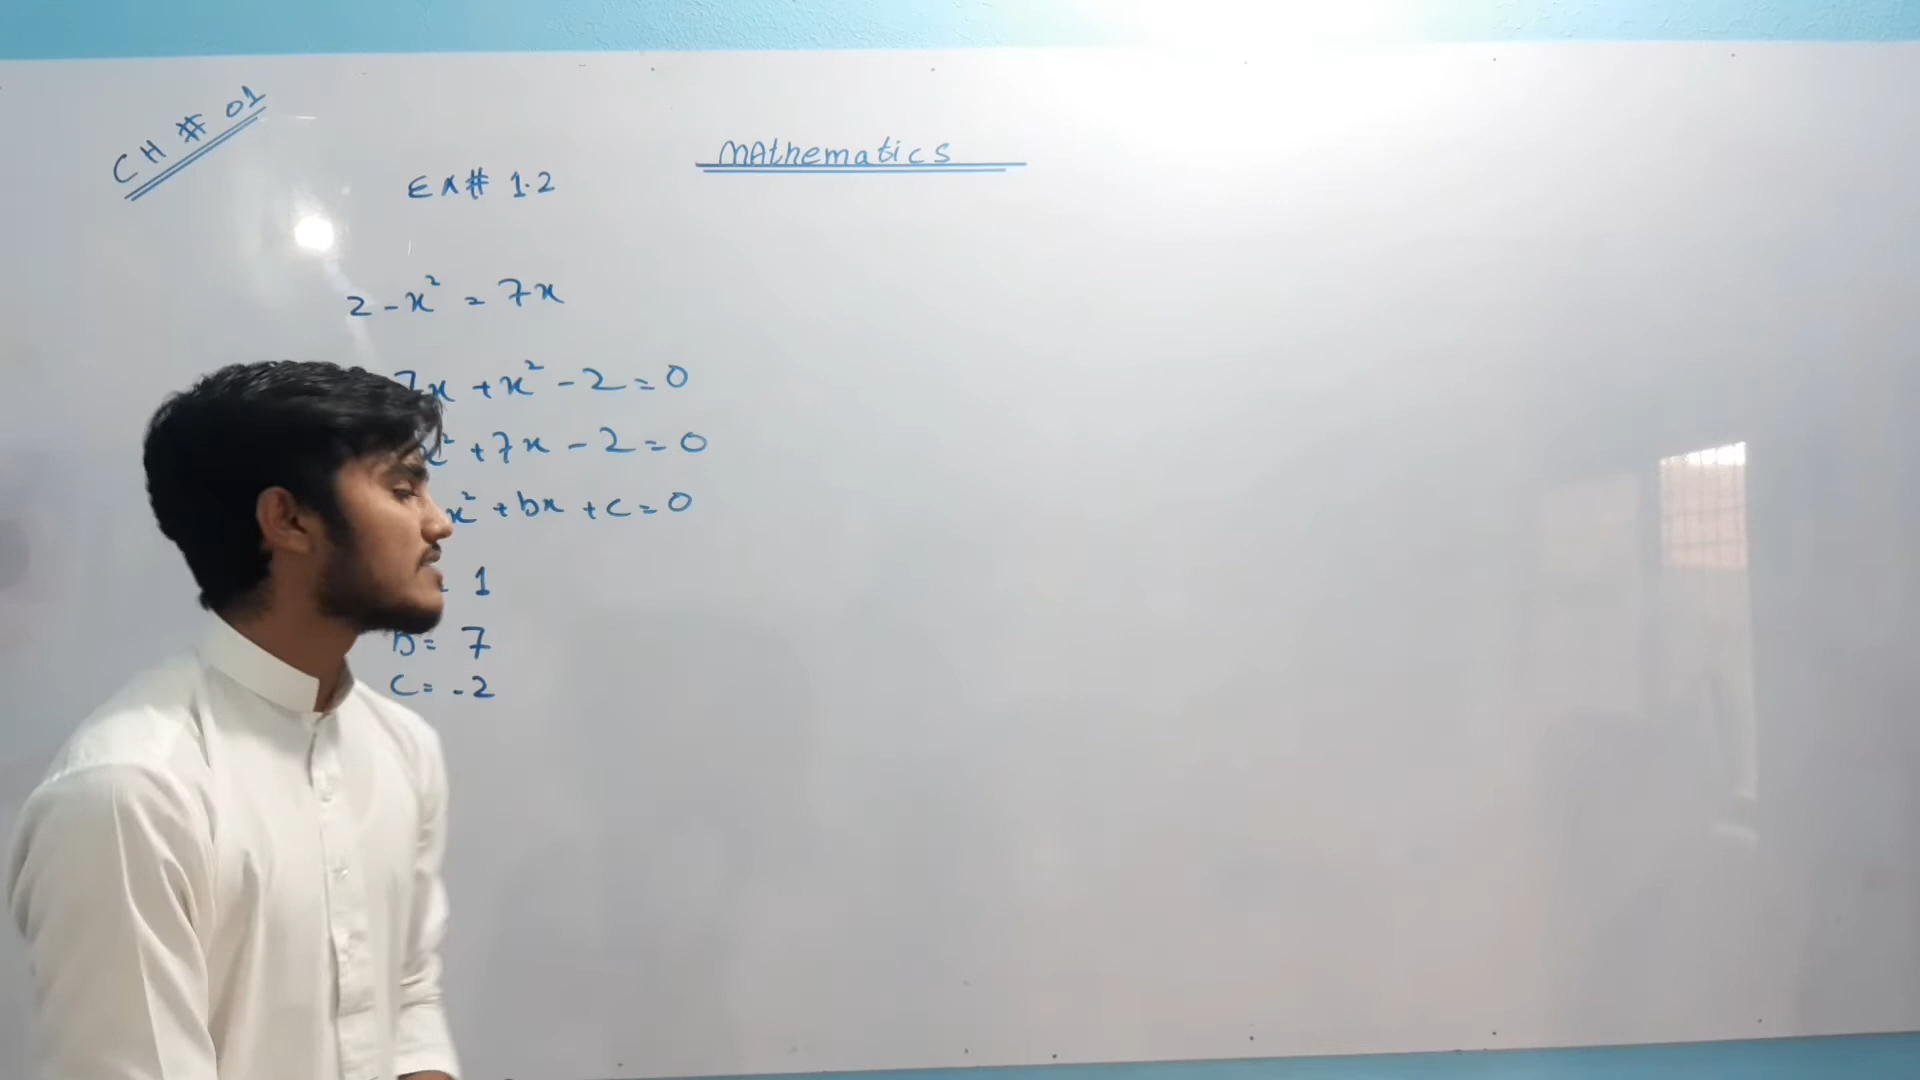 CH # 01
MAthematics
EX# 1.2
2 - x² = 7x
7x + x² - 2 = 0
x² + 7x - 2 = 0
x² + bx + c = 0
= 1
b = 7
c = -2